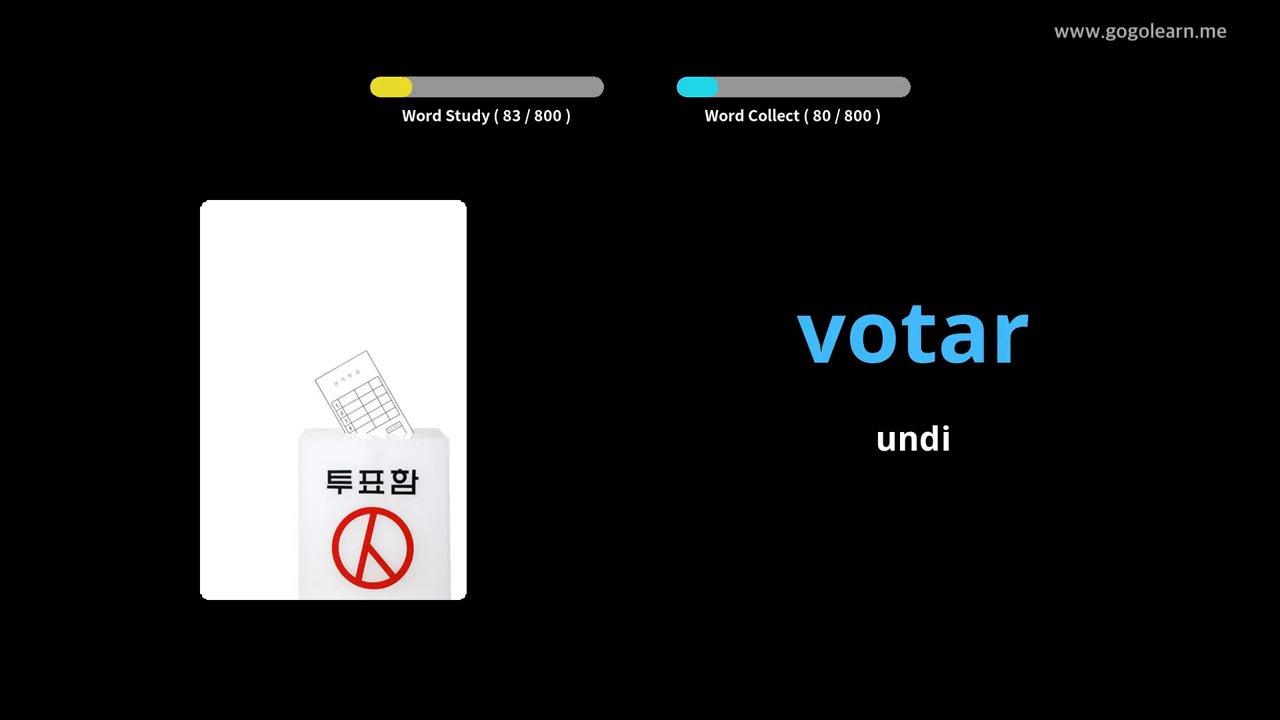 www.gogolearn.me
Word Study ( 83 / 800 )
Word Collect ( 80 / 800 )
votar
undi
투표함